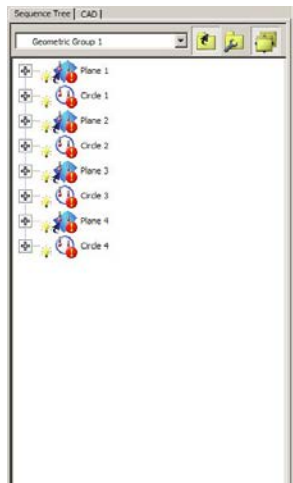 Sequence Tree CAD
Geometric Group 1
Plane 1
Circle 1
Plane 2
Circle 2
Plane 3
Circle 3
Plane 4
Circle 4